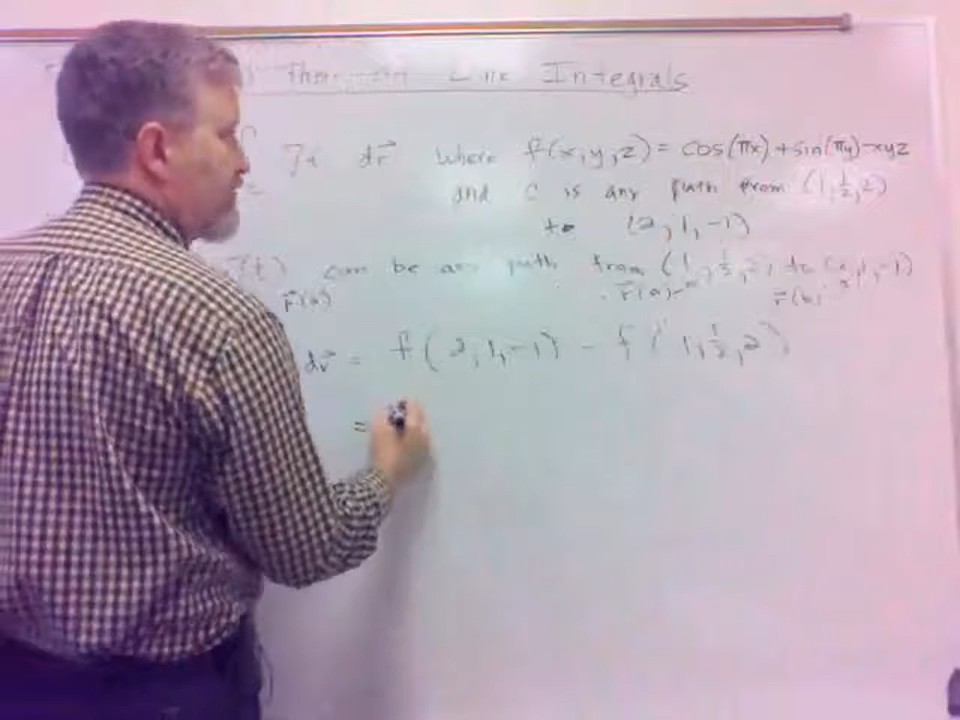 Line Integrals
∇f dr⃗ where f(x,y,z) = cos(πx) + sin(πy) - xyz
and C is any path from (1, 1/2, 2)
to (2, 1, -1)
(t) can be any path from (1, 1/2, 2) to (2, 1, -1)
r⃗(a) r⃗(b)
dr⃗ = f(2, 1, -1) - f(1, 1/2, 2)
=